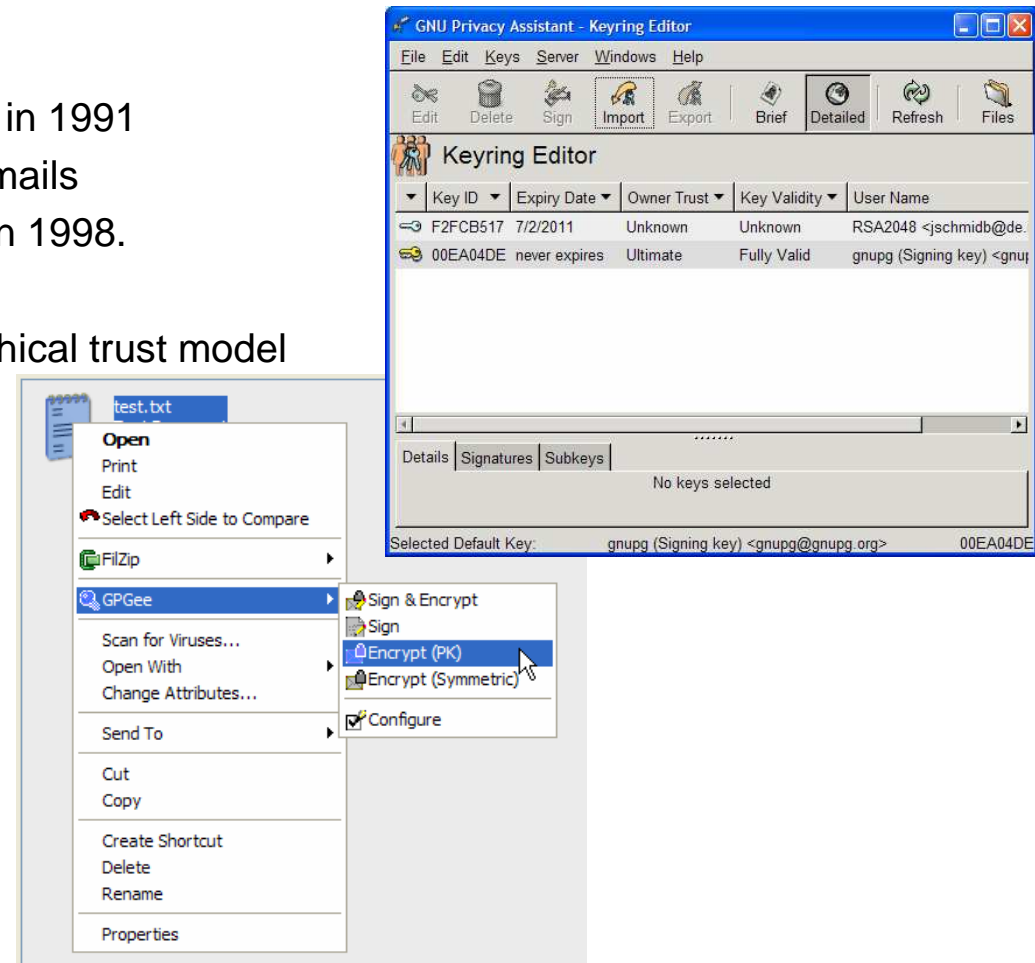 in 1991
mails
n 1998.
hical trust model
GNU Privacy Assistant - Keyring Editor
File Edit Keys Server Windows Help
Edit Delete Sign Import Export Brief Detailed Refresh Files
Keyring Editor
Key ID Expiry Date Owner Trust Key Validity User Name
F2FCB517 7/2/2011 Unknown Unknown RSA2048 <jschmidb@de.
00EA04DE never expires Ultimate Fully Valid gnupg (Signing key) <gnup
Details Signatures Subkeys
No keys selected
Selected Default Key: gnupg (Signing key) <gnupg@gnupg.org> 00EA04DE
test.txt
Open
Print
Edit
Select Left Side to Compare
FilZip
GPGee
Scan for Viruses...
Open With
Change Attributes...
Send To
Cut
Copy
Create Shortcut
Delete
Rename
Properties
Sign & Encrypt
Sign
Encrypt (PK)
Encrypt (Symmetric)
Configure